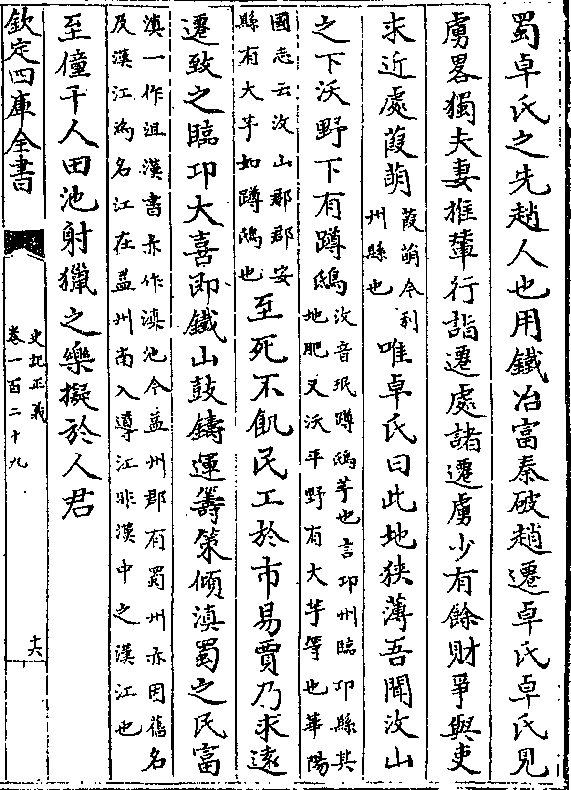 蜀卓氏之先趙人也用鐵冶富秦破趙遷卓氏卓氏見
虜畧獨夫妻推輦行詣遷處諸遷虜少有餘財爭與吏
求近處葭萌
葭萌今利
州縣也
唯卓氏曰此地狹薄吾聞汶山
之下沃野下有蹲鴟
汶音珉蹲鴟芋也言邛州臨邛縣其
地肥又沃平野有大芋等也華陽
國志云汶山郡郡安
縣有大芋如蹲鴟也
至死不飢民工於市易賈乃求遠
遷致之臨邛大喜即鐵山鼓鑄運籌策傾滇蜀之民富
滇一作沮漢書亦作滇池今益州郡有蜀州亦因舊名
及漢江為名江在益州南入導江非漢中之漢江也
至僮千人田池射獵之樂擬於人君
欽定四庫全書
史記正義
卷一百二十九
十六